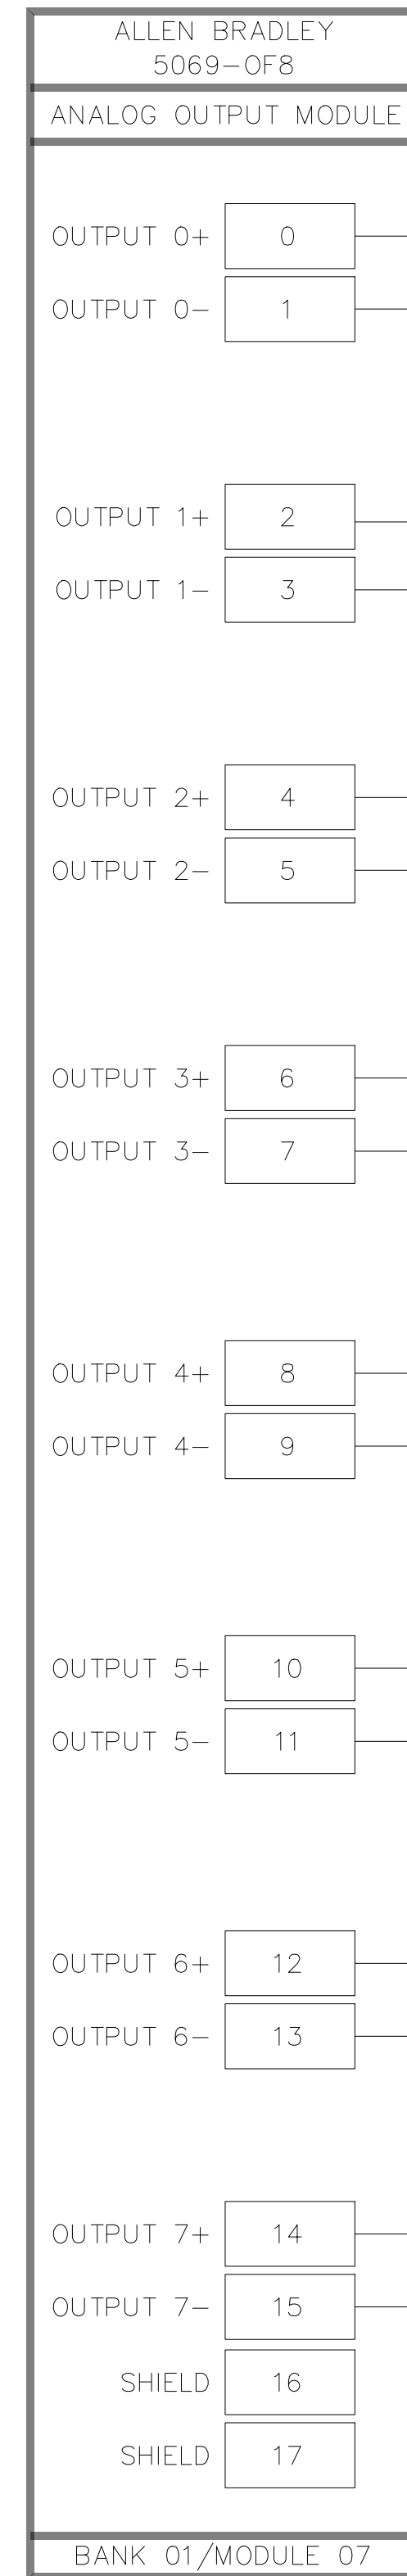 ALLEN BRADLEY
5069-OF8
ANALOG OUTPUT MODULE
OUTPUT 0+ 0
OUTPUT 0- 1
OUTPUT 1+ 2
OUTPUT 1- 3
OUTPUT 2+ 4
OUTPUT 2- 5
OUTPUT 3+ 6
OUTPUT 3- 7
OUTPUT 4+ 8
OUTPUT 4- 9
OUTPUT 5+ 10
OUTPUT 5- 11
OUTPUT 6+ 12
OUTPUT 6- 13
OUTPUT 7+ 14
OUTPUT 7- 15
SHIELD 16
SHIELD 17
BANK 01/MODULE 07